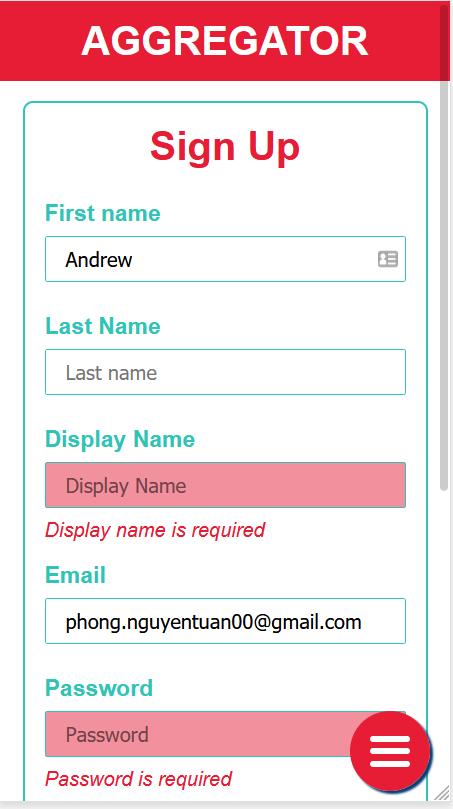 AGGREGATOR
Sign Up
First name
Andrew
Last Name
Last name
Display Name
Display Name
Display name is required
Email
phong.nguyentuan00@gmail.com
Password
Password
Password is required